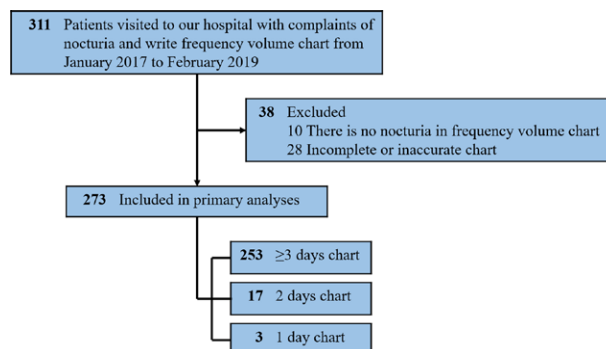 311 Patients visited to our hospital with complaints of
nocturia and write frequency volume chart from
January 2017 to February 2019
38 Excluded
10 There is no nocturia in frequency volume chart
28 Incomplete or inaccurate chart
273 Included in primary analyses
253 ≥3 days chart
17 2 days chart
3 1 day chart